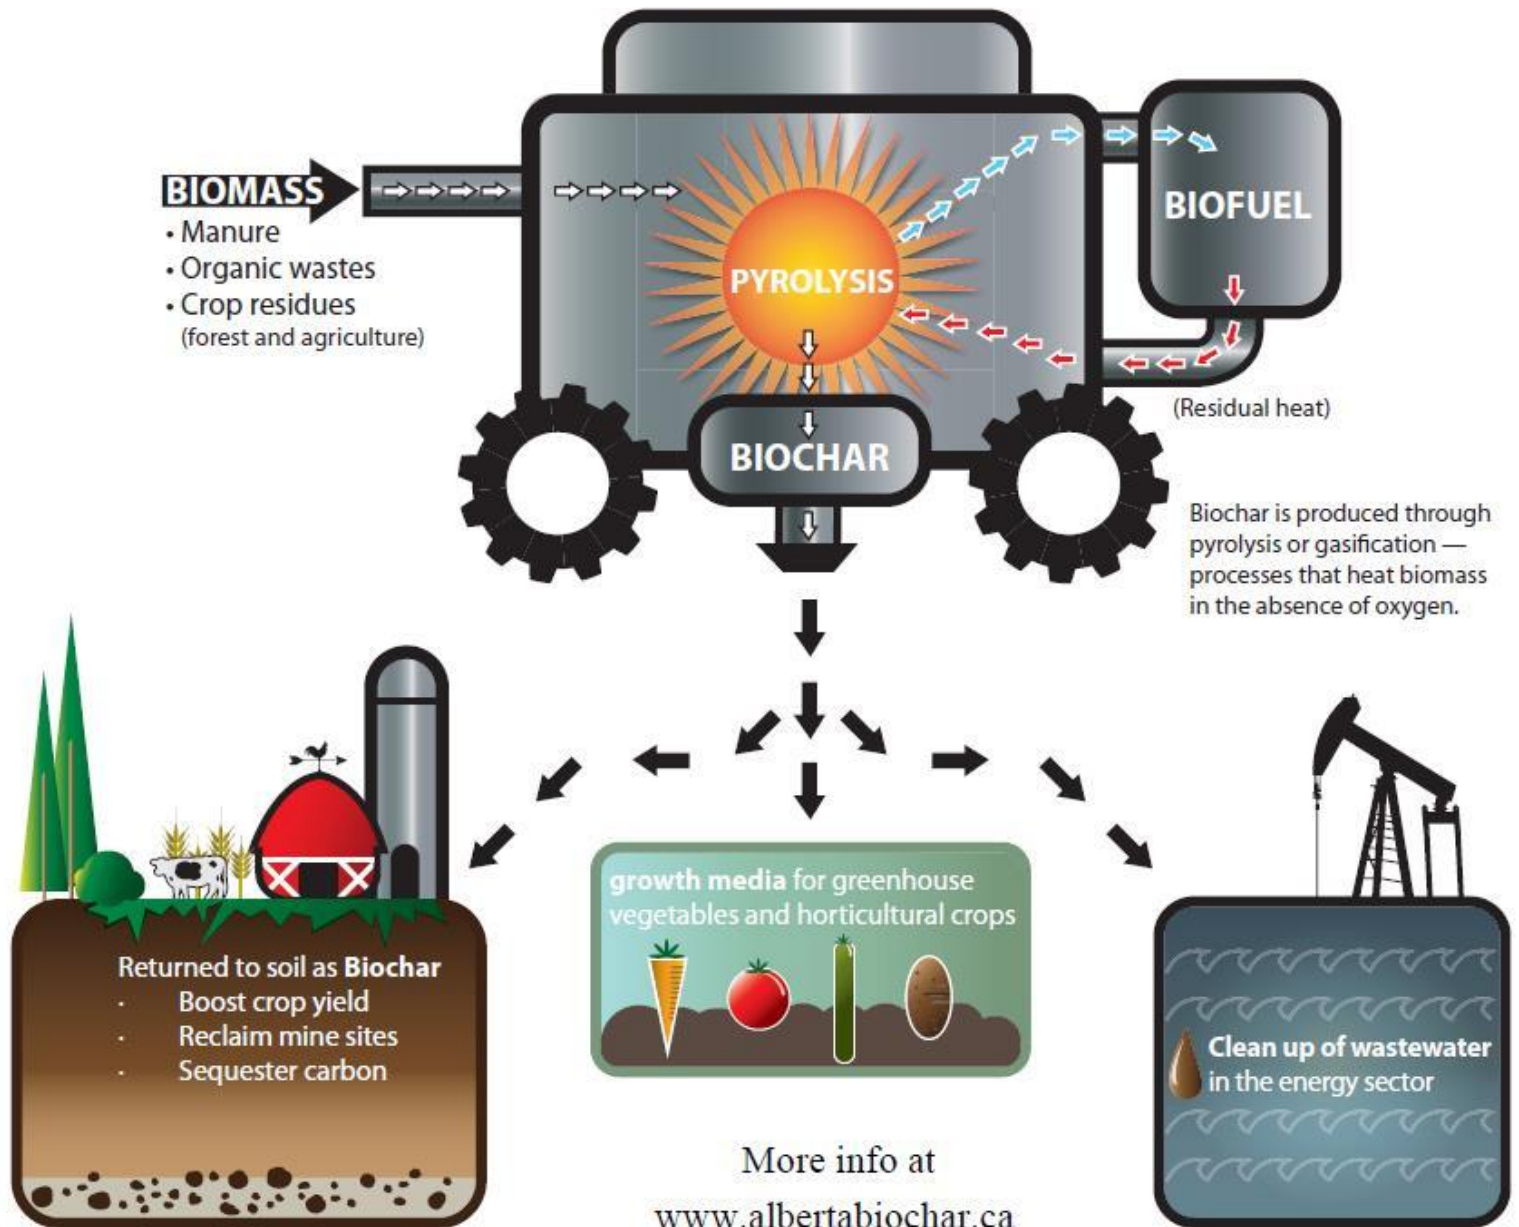 BIOMASS
• Manure
• Organic wastes
• Crop residues
(forest and agriculture)
PYROLYSIS
BIOFUEL
(Residual heat)
BIOCHAR
Biochar is produced through
pyrolysis or gasification —
processes that heat biomass
in the absence of oxygen.
Returned to soil as Biochar
· Boost crop yield
· Reclaim mine sites
· Sequester carbon
growth media for greenhouse
vegetables and horticultural crops
Clean up of wastewater
in the energy sector
More info at
www.albertabiochar.ca